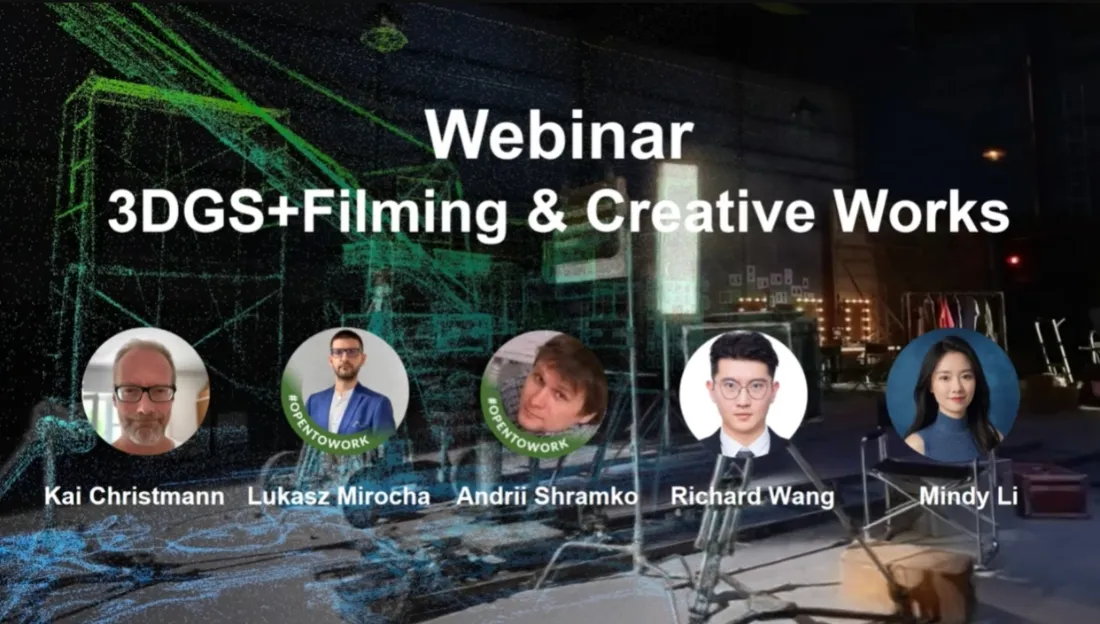 Webinar
3DGS+Filming & Creative Works
#OPENTOWORK
#OPENTOWORK
Kai Christmann
Lukasz Mirocha
Andrii Shramko
Richard Wang
Mindy Li